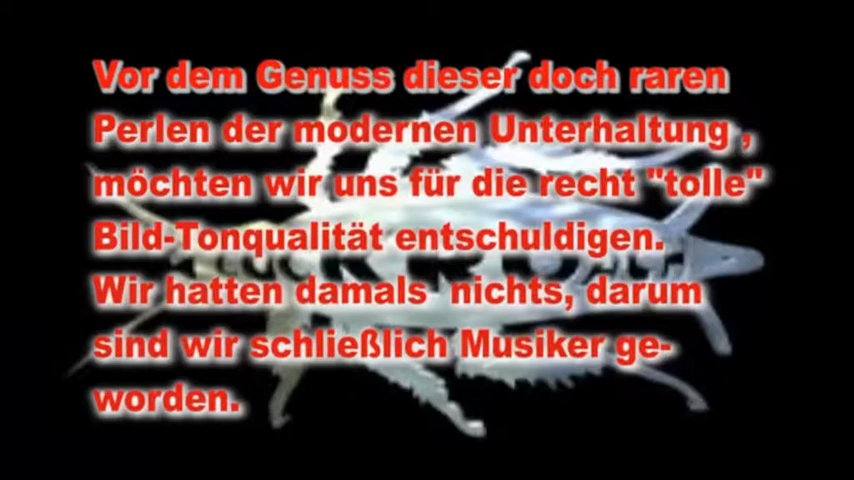 Vor dem Genuss dieser doch raren
Perlen der modernen Unterhaltung ,
möchten wir uns für die recht "tolle"
Bild-Tonqualität entschuldigen.
Wir hatten damals  nichts, darum
sind wir schließlich Musiker ge-
worden.